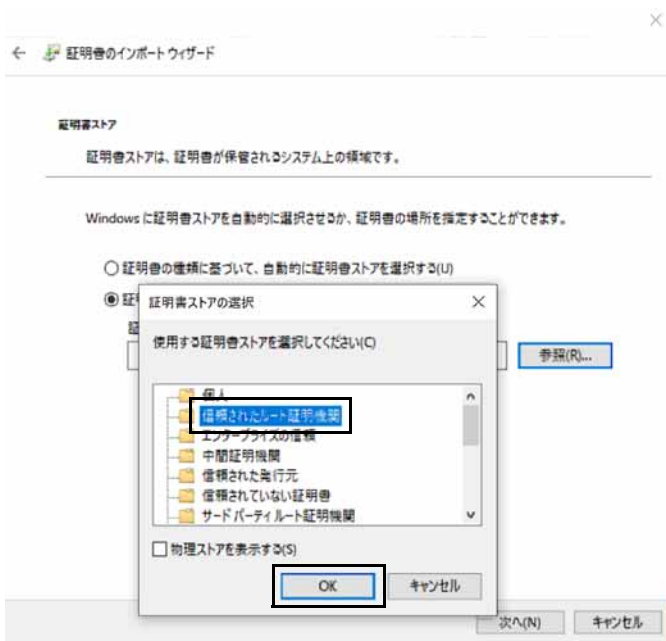 証明書のインポート ウィザード
証明書ストア
証明書ストアは、証明書が保管されるシステム上の領域です。
Windows に証明書ストアを自動的に選択させるか、証明書の場所を指定することができます。
証明書の種類に基づいて、自動的に証明書ストアを選択する(U)
証
証
参照(R)...
証明書ストアの選択
使用する証明書ストアを選択してください(C)
個人
信頼されたルート証明機関
エンタープライズの信頼
中間証明機関
信頼された発行元
信頼されていない証明書
サード パーティ ルート証明機関
物理ストアを表示する(S)
OK
キャンセル
次へ(N)
キャンセル